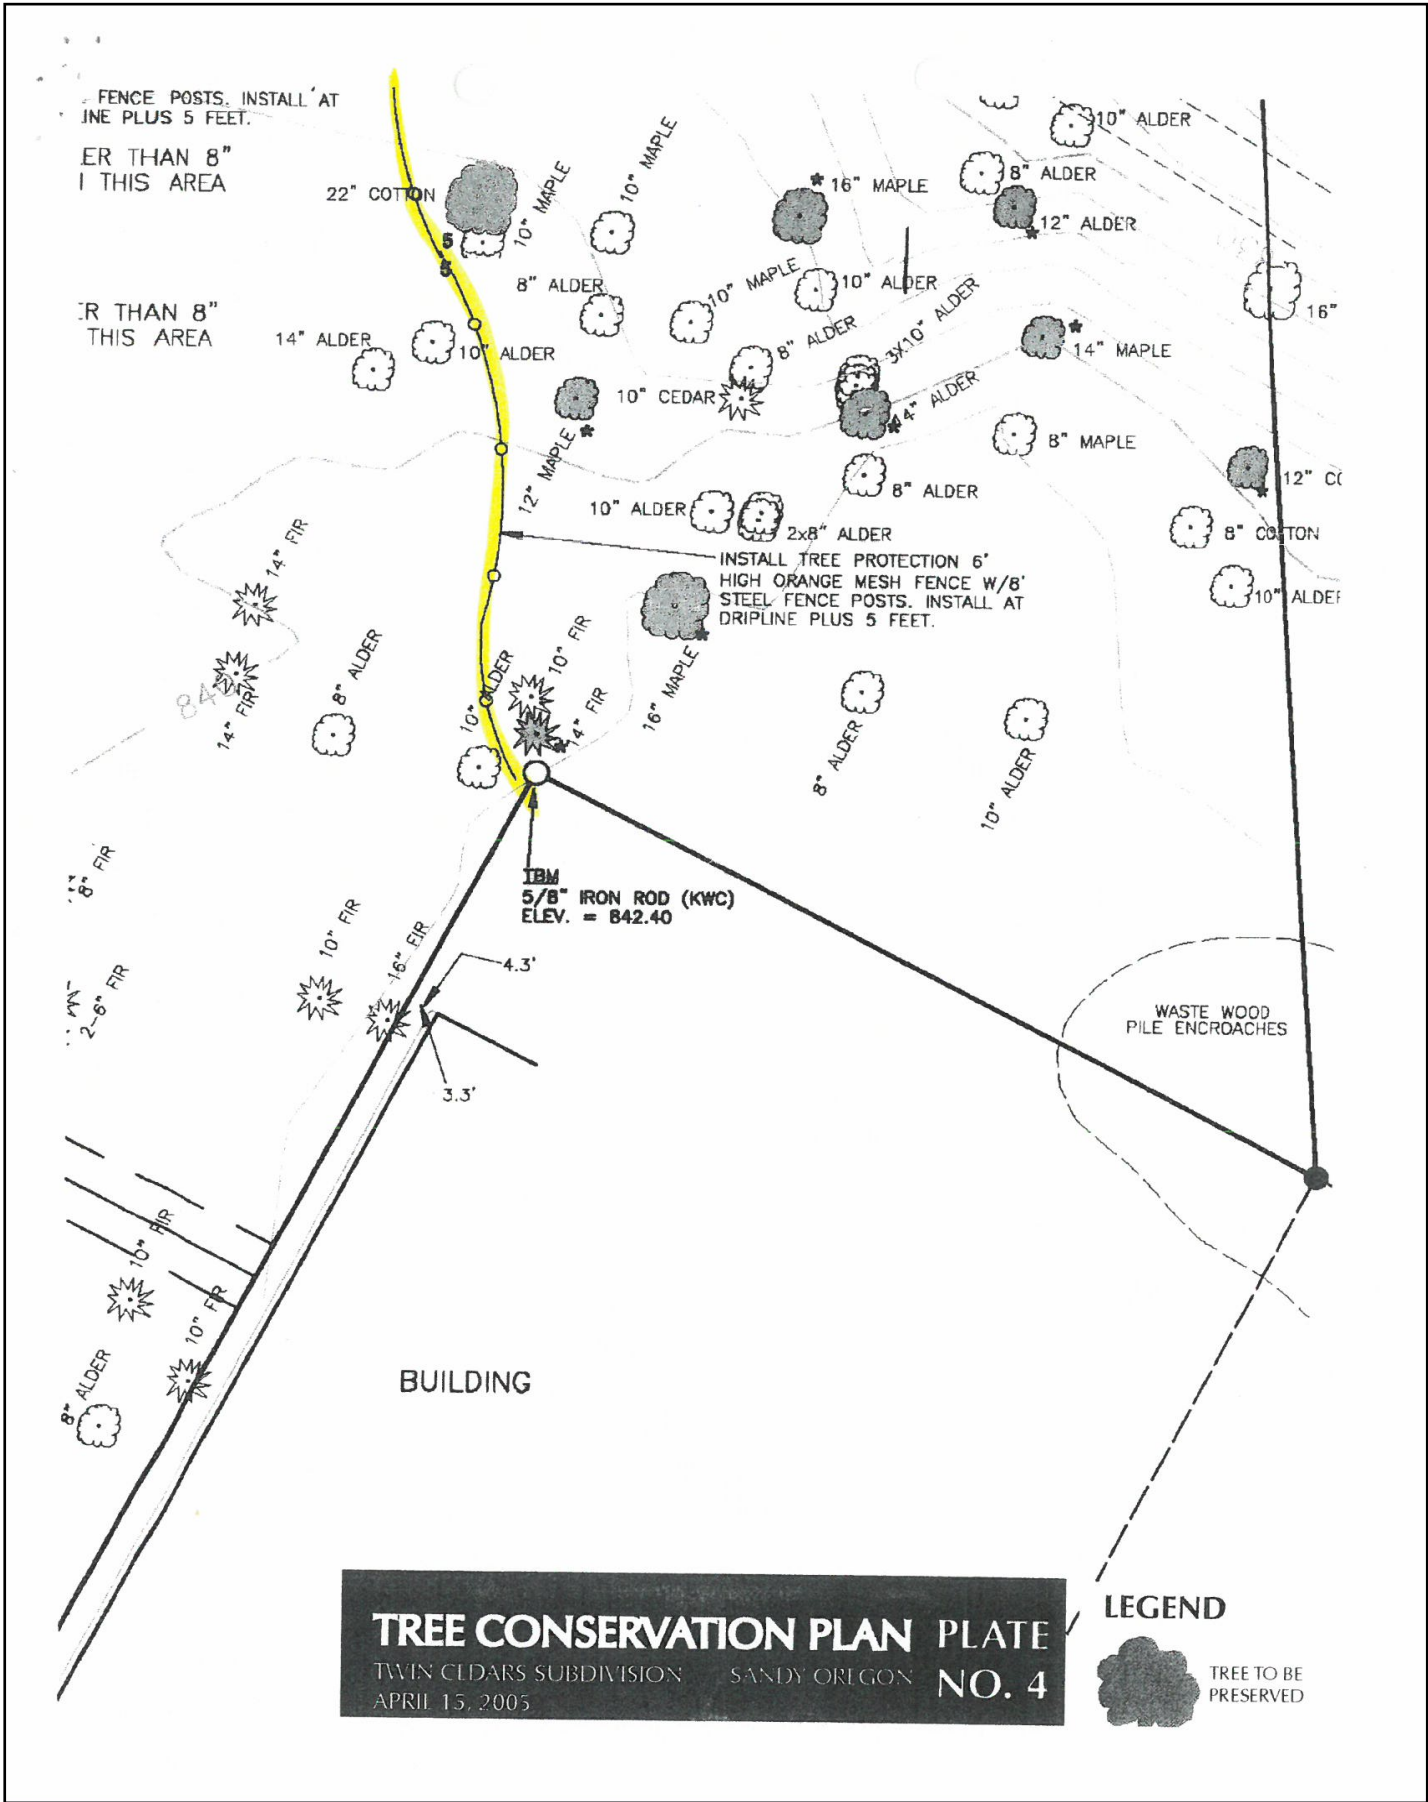 FENCE POSTS. INSTALL AT
INE PLUS 5 FEET.
ER THAN 8"
THIS AREA
10" ALDER
10" MAPLE
22" COTTON
10" MAPLE
16" MAPLE
8" ALDER
12" ALDER
5
8" ALDER
10" MAPLE
10" ALDER
R THAN 8"
THIS AREA
16"
14" ALDER
10" ALDER
8" ALDER
3X10" ALDER
14" MAPLE
10" CEDAR
14" ALDER
12" MAPLE
8" MAPLE
8" ALDER
12" CO
10" ALDER
2x8" ALDER
8" COTTON
14" FIR
INSTALL TREE PROTECTION 6'
HIGH ORANGE MESH FENCE W/8'
STEEL FENCE POSTS. INSTALL AT
DRIPLINE PLUS 5 FEET.
10" ALDER
8" ALDER
10" ALDER
10" FIR
14" FIR
16" MAPLE
840
14" FIR
8" ALDER
10" ALDER
8" FIR
TBM
5/8" IRON ROD (KWC)
ELEV. = 842.40
10" FIR
16" FIR
4.3'
2-6" FIR
WASTE WOOD
PILE ENCROACHES
3.3'
10" FIR
10" FIR
8" ALDER
BUILDING
TREE CONSERVATION PLAN PLATE
TWIN CEDARS SUBDIVISION SANDY OREGON NO. 4
APRIL 15, 2005
LEGEND
TREE TO BE
PRESERVED